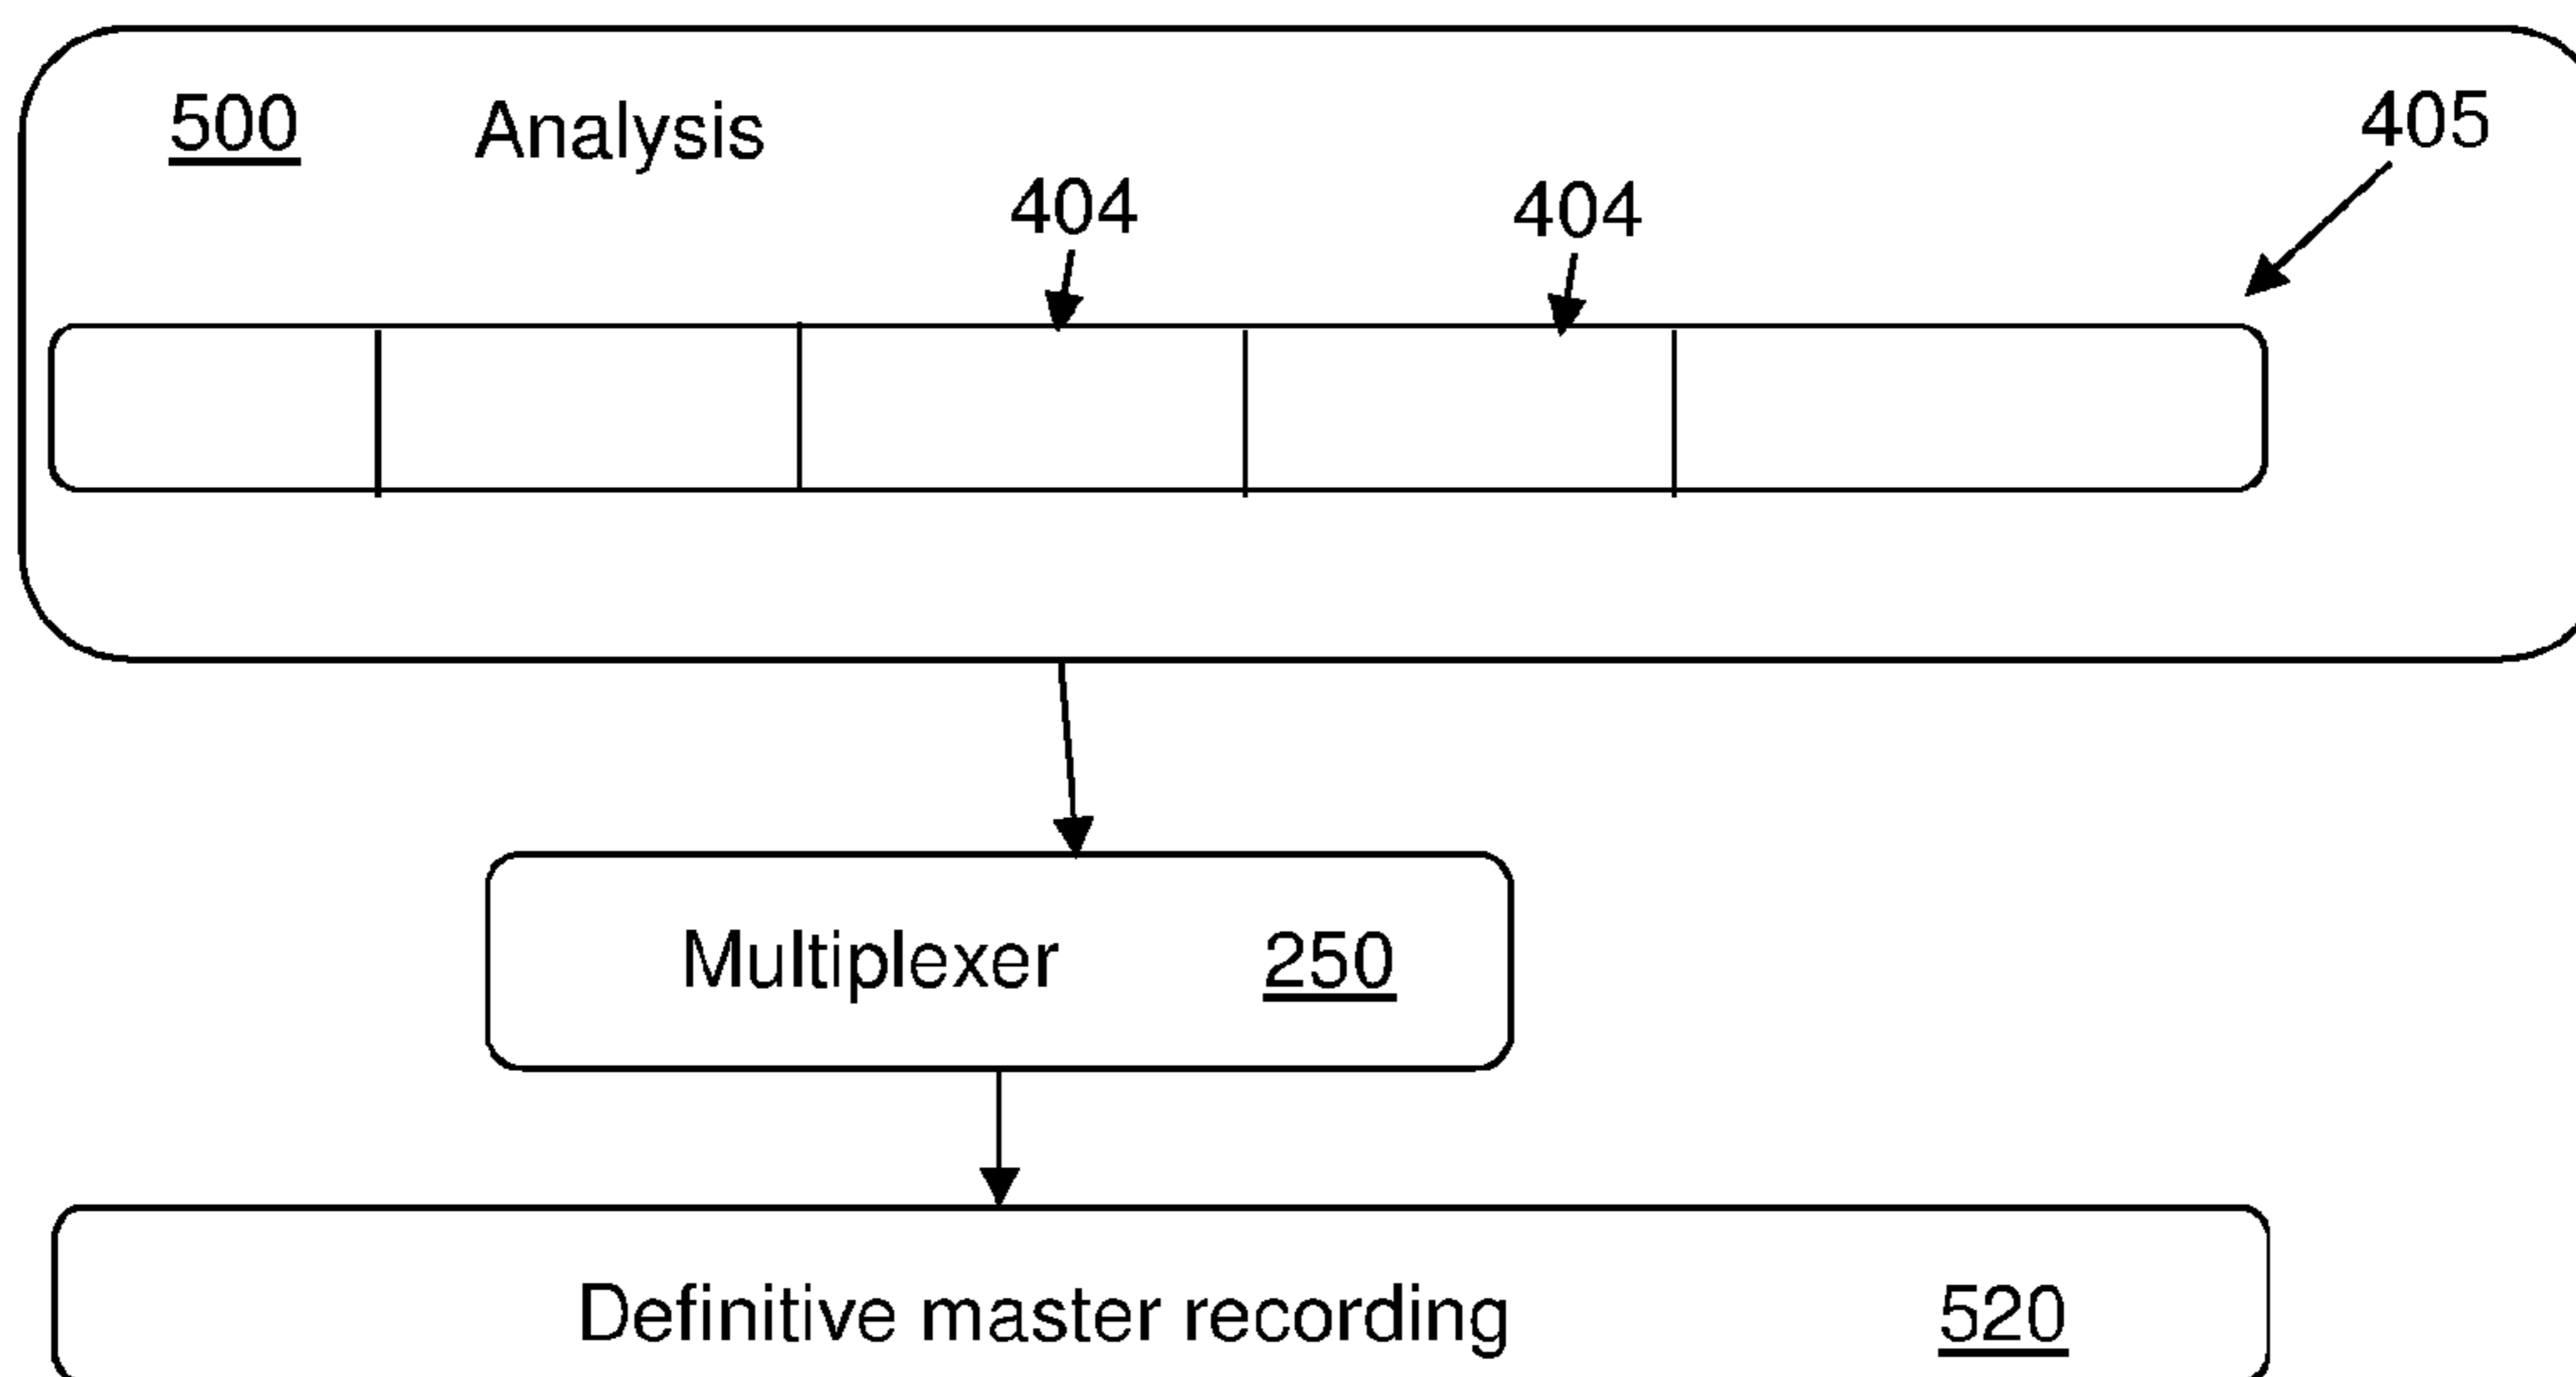 500 Analysis 405
404 404
Multiplexer 250
Definitive master recording 520